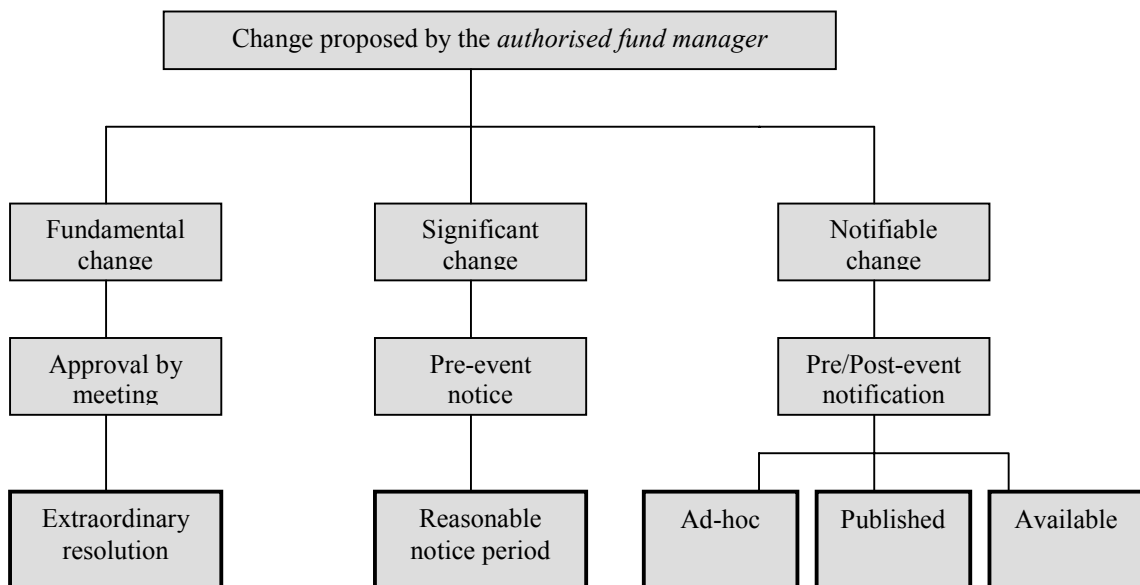 Change proposed by the authorised fund manager
Fundamental
change
Significant
change
Notifiable
change
Approval by
meeting
Pre-event
notice
Pre/Post-event
notification
Extraordinary
resolution
Reasonable
notice period
Ad-hoc
Published
Available